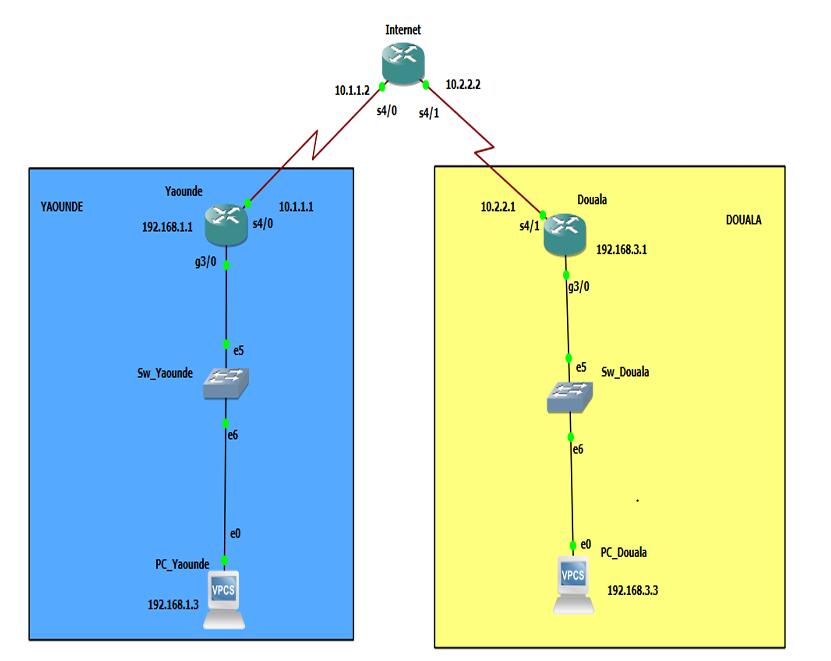 Internet
10.1.1.2
10.2.2.2
s4/0
s4/1
YAOUNDE
Yaounde
10.1.1.1
192.168.1.1
s4/0
g3/0
e5
Sw_Yaounde
e6
e0
PC_Yaounde
VPCS
192.168.1.3
10.2.2.1
Douala
s4/1
DOUALA
192.168.3.1
g3/0
e5
Sw_Douala
e6
e0
PC_Douala
VPCS
192.168.3.3